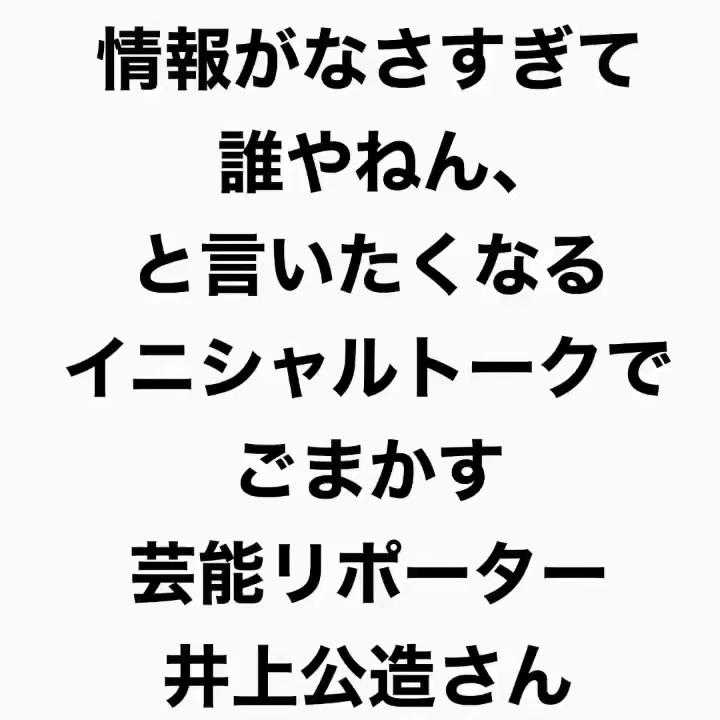 情報がなさすぎて
誰やねん、
と言いたくなる
イニシャルトークで
ごまかす
芸能リポーター
井上公造さん